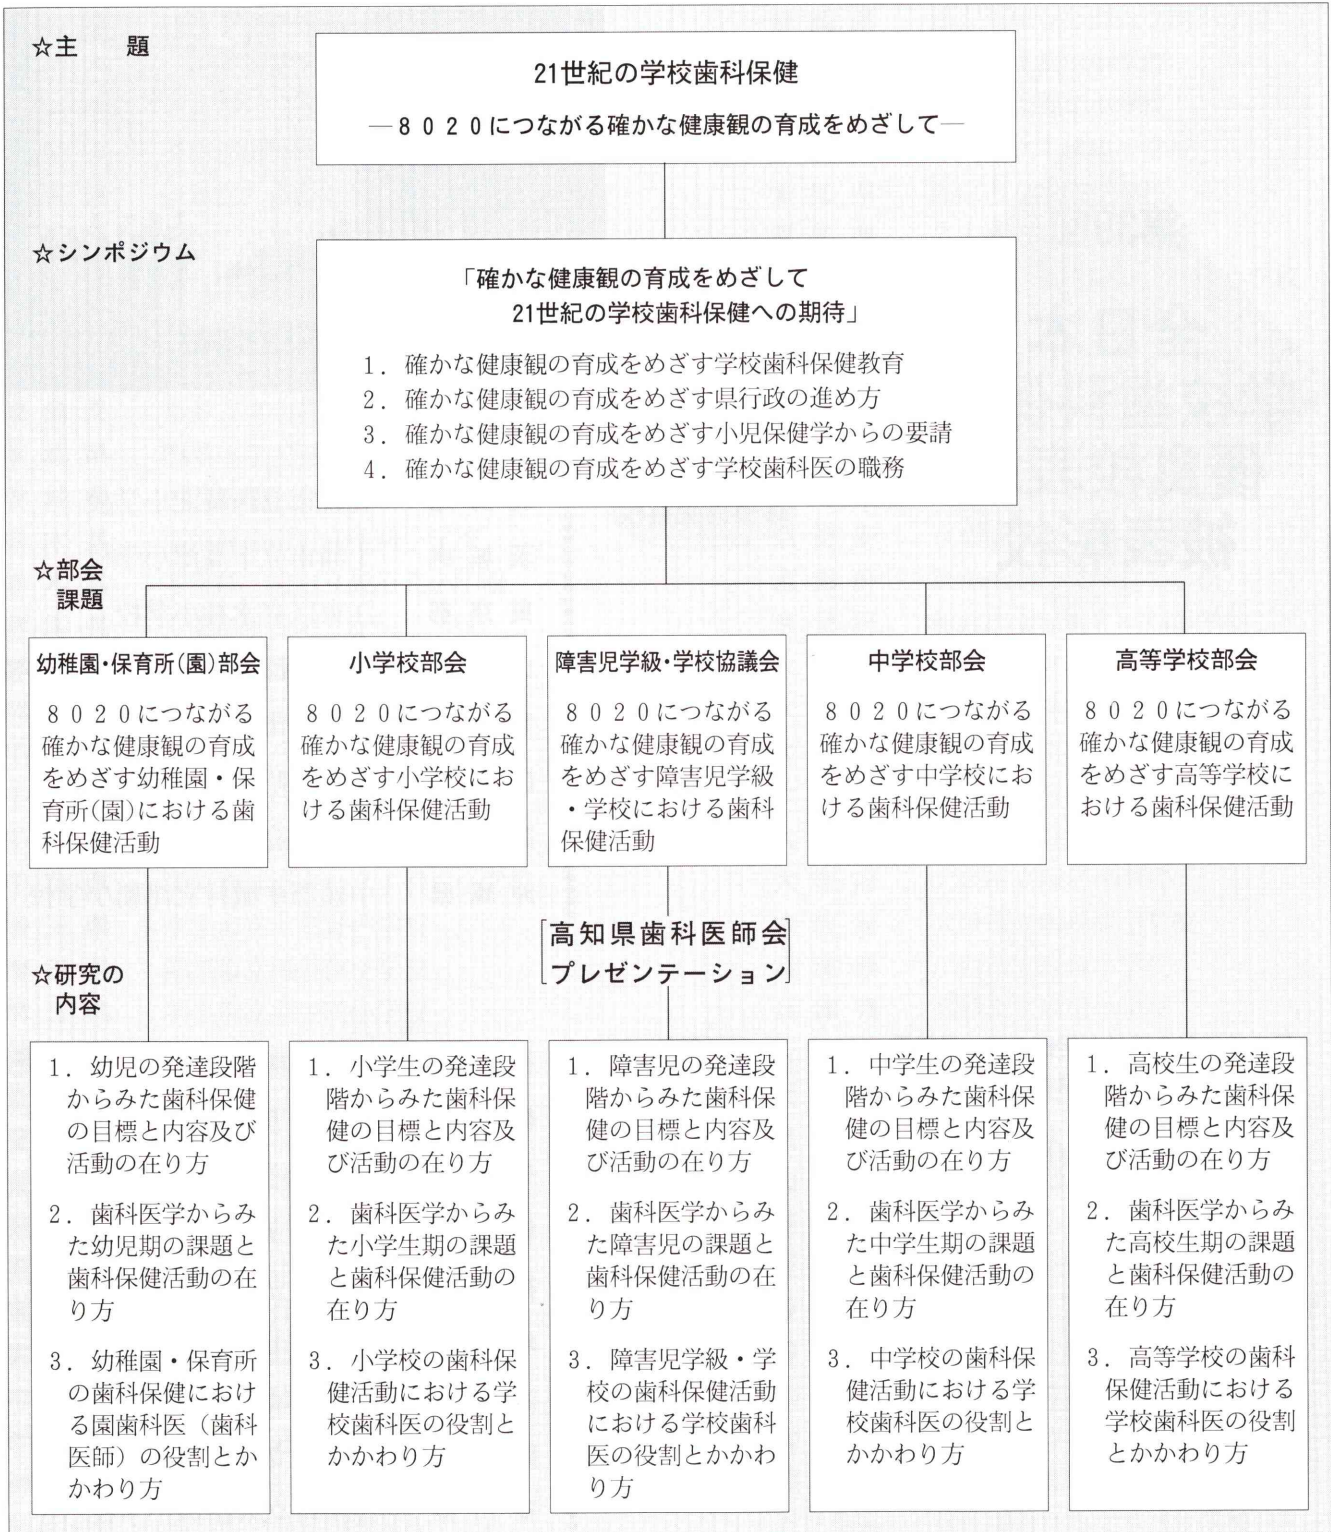 ☆主　　題
21世紀の学校歯科保健
―８０２０につながる確かな健康観の育成をめざして―
☆シンポジウム
「確かな健康観の育成をめざして
21世紀の学校歯科保健への期待」
1．確かな健康観の育成をめざす学校歯科保健教育
2．確かな健康観の育成をめざす県行政の進め方
3．確かな健康観の育成をめざす小児保健学からの要請
4．確かな健康観の育成をめざす学校歯科医の職務
☆部会
課題
幼稚園・保育所(園)部会
８０２０につながる
確かな健康観の育成
をめざす幼稚園・保
育所(園)における歯
科保健活動
小学校部会
８０２０につながる
確かな健康観の育成
をめざす小学校にお
ける歯科保健活動
障害児学級・学校協議会
８０２０につながる
確かな健康観の育成
をめざす障害児学級
・学校における歯科
保健活動
中学校部会
８０２０につながる
確かな健康観の育成
をめざす中学校にお
ける歯科保健活動
高等学校部会
８０２０につながる
確かな健康観の育成
をめざす高等学校に
おける歯科保健活動
[高知県歯科医師会
プレゼンテーション]
☆研究の
内容
1．幼児の発達段階
からみた歯科保健
の目標と内容及び
活動の在り方
2．歯科医学からみ
た幼児期の課題と
歯科保健活動の在
り方
3．幼稚園・保育所
の歯科保健におけ
る園歯科医（歯科
医師）の役割とか
かわり方
1．小学生の発達段
階からみた歯科保
健の目標と内容及
び活動の在り方
2．歯科医学からみ
た小学生期の課題
と歯科保健活動の
在り方
3．小学校の歯科保
健活動における学
校歯科医の役割と
かかわり方
1．障害児の発達段
階からみた歯科保
健の目標と内容及
び活動の在り方
2．歯科医学からみ
た障害児の課題と
歯科保健活動の在
り方
3．障害児学級・学
校の歯科保健活動
における学校歯科
医の役割とかかわ
り方
1．中学生の発達段
階からみた歯科保
健の目標と内容及
び活動の在り方
2．歯科医学からみ
た中学生期の課題
と歯科保健活動の
在り方
3．中学校の歯科保
健活動における学
校歯科医の役割と
かかわり方
1．高校生の発達段
階からみた歯科保
健の目標と内容及
び活動の在り方
2．歯科医学からみ
た高校生期の課題
と歯科保健活動の
在り方
3．高等学校の歯科
保健活動における
学校歯科医の役割
とかかわり方